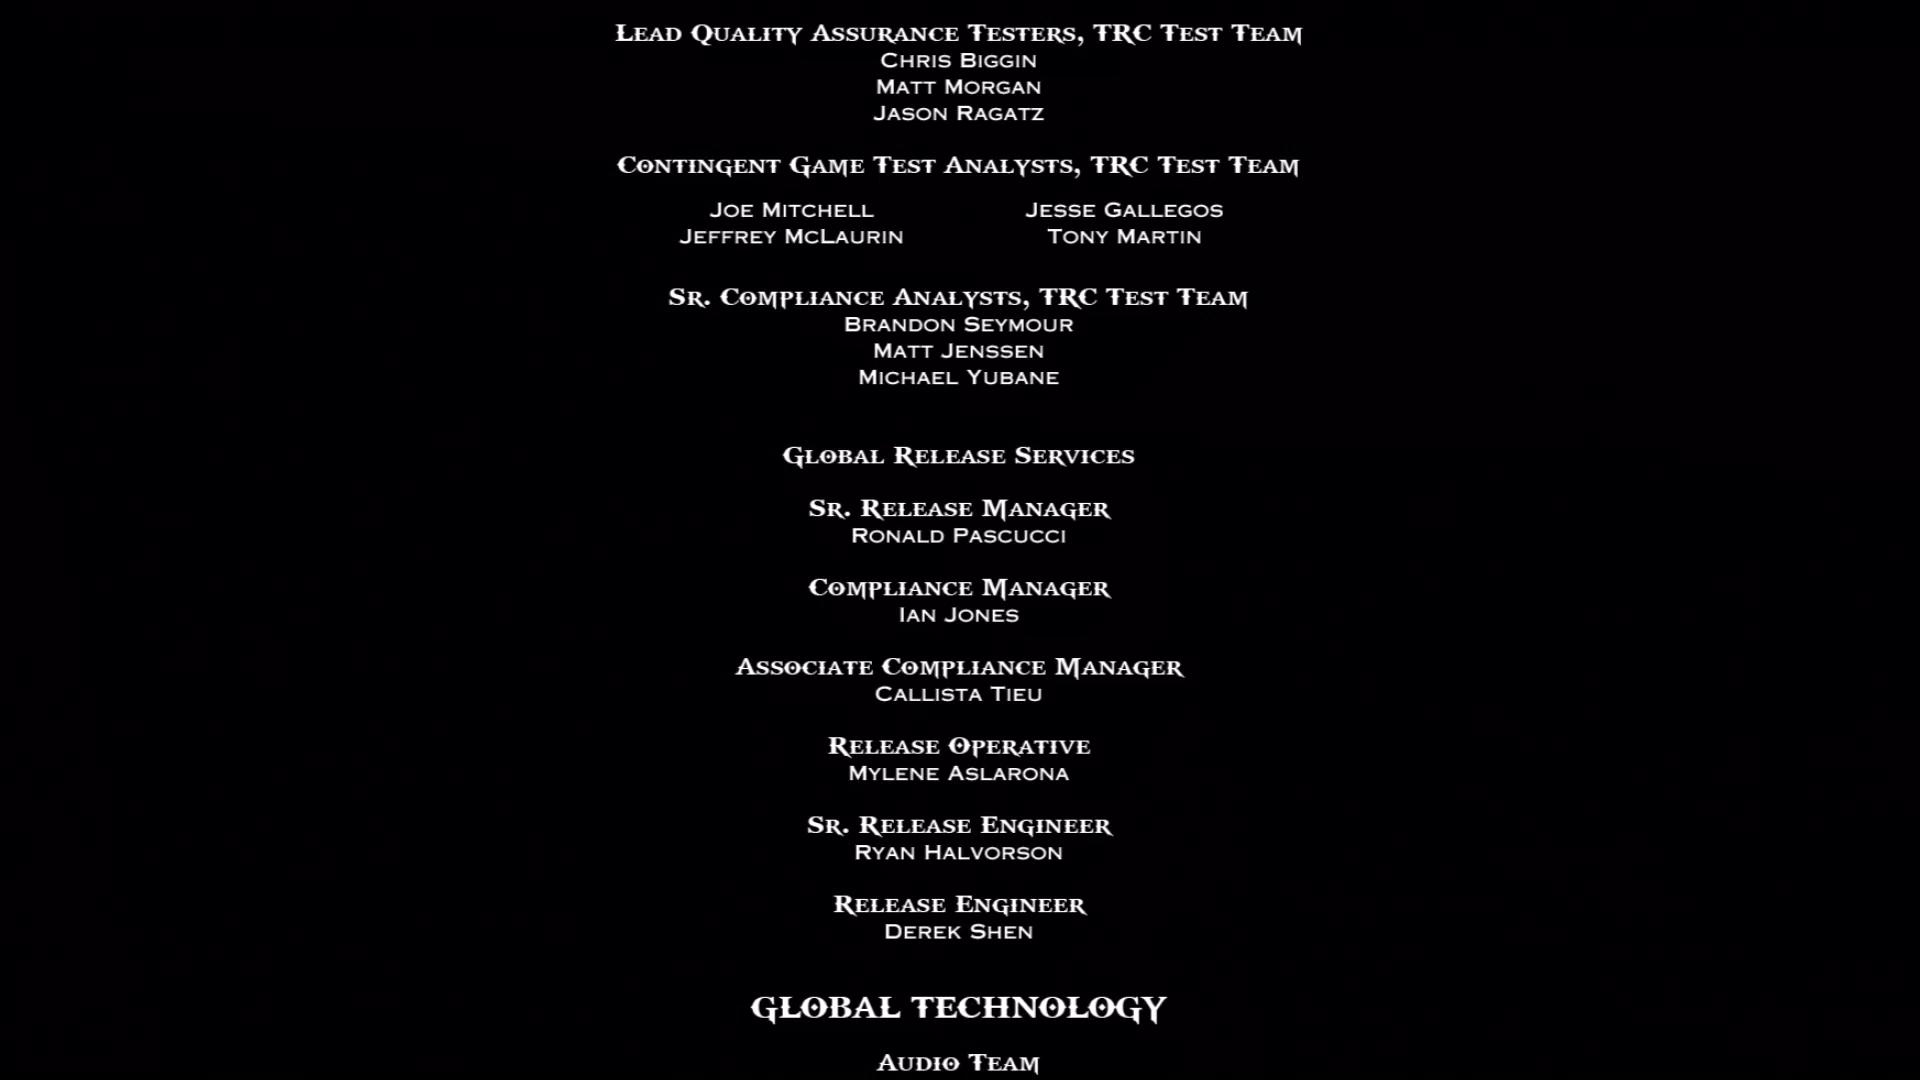 Lead Quality Assurance Testers, TRC Test Team
Chris Biggin
Matt Morgan
Jason Ragatz
Contingent Game Test Analysts, TRC Test Team
Joe Mitchell Jesse Gallegos
Jeffrey McLaurin Tony Martin
Sr. Compliance Analysts, TRC Test Team
Brandon Seymour
Matt Jenssen
Michael Yubane
Global Release Services
Sr. Release Manager
Ronald Pascucci
Compliance Manager
Ian Jones
Associate Compliance Manager
Callista Tieu
Release Operative
Mylene Aslarona
Sr. Release Engineer
Ryan Halvorson
Release Engineer
Derek Shen
GLOBAL TECHNOLOGY
Audio Team